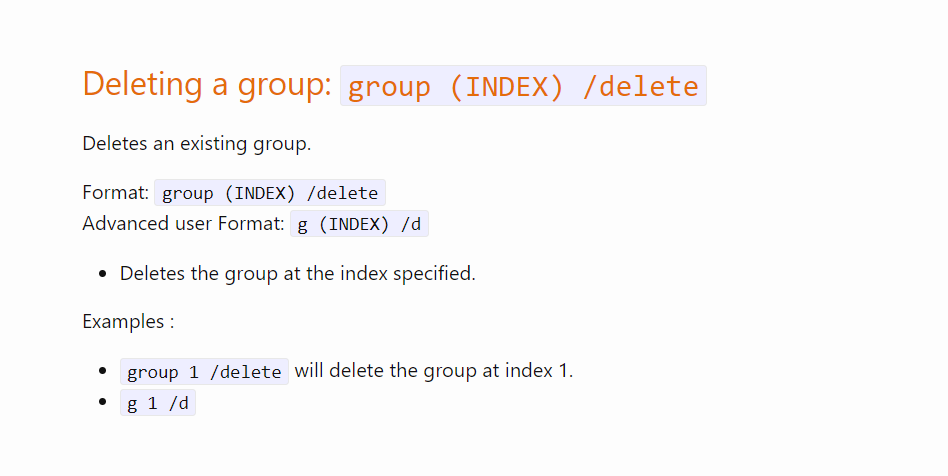 Deleting a group: group (INDEX) /delete
Deletes an existing group.
Format: group (INDEX) /delete
Advanced user Format: g (INDEX) /d
• Deletes the group at the index specified.
Examples :
• group 1 /delete will delete the group at index 1.
• g 1 /d